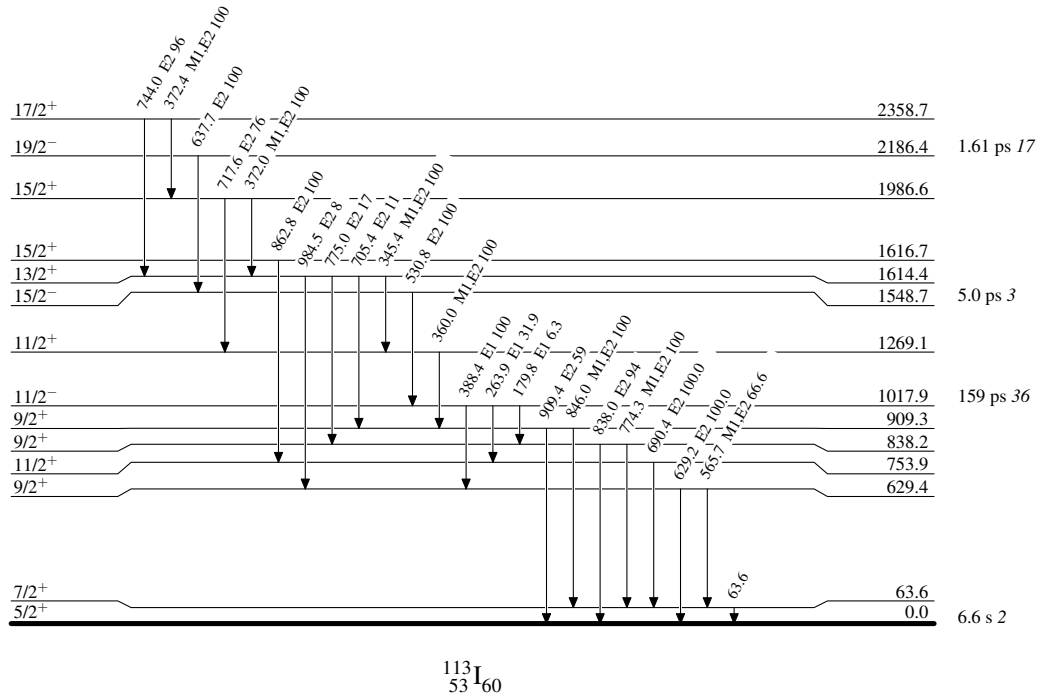 744.0 E2 96
372.4 M1,E2 100
637.7 E2 100
717.6 E2 76
372.0 M1,E2 100
862.8 E2 100
984.5 E2 8
775.0 E2 17
705.4 E2 11
345.4 M1,E2 100
530.8 E2 100
360.0 M1,E2 100
388.4 E1 100
263.9 E1 31.9
179.8 E1 6.3
909.4 E2 59
846.0 M1,E2 100
838.0 E2 94
774.3 M1,E2 100
690.4 E2 100.0
629.2 E2 100.0
565.7 M1,E2 66.6
63.6
17/2+ 2358.7
19/2− 2186.4 1.61 ps 17
15/2+ 1986.6
15/2+ 1616.7
13/2+ 1614.4
15/2− 1548.7 5.0 ps 3
11/2+ 1269.1
11/2− 1017.9 159 ps 36
9/2+ 909.3
9/2+ 838.2
11/2+ 753.9
9/2+ 629.4
7/2+ 63.6
5/2+ 0.0 6.6 s 2
113 53 I 60